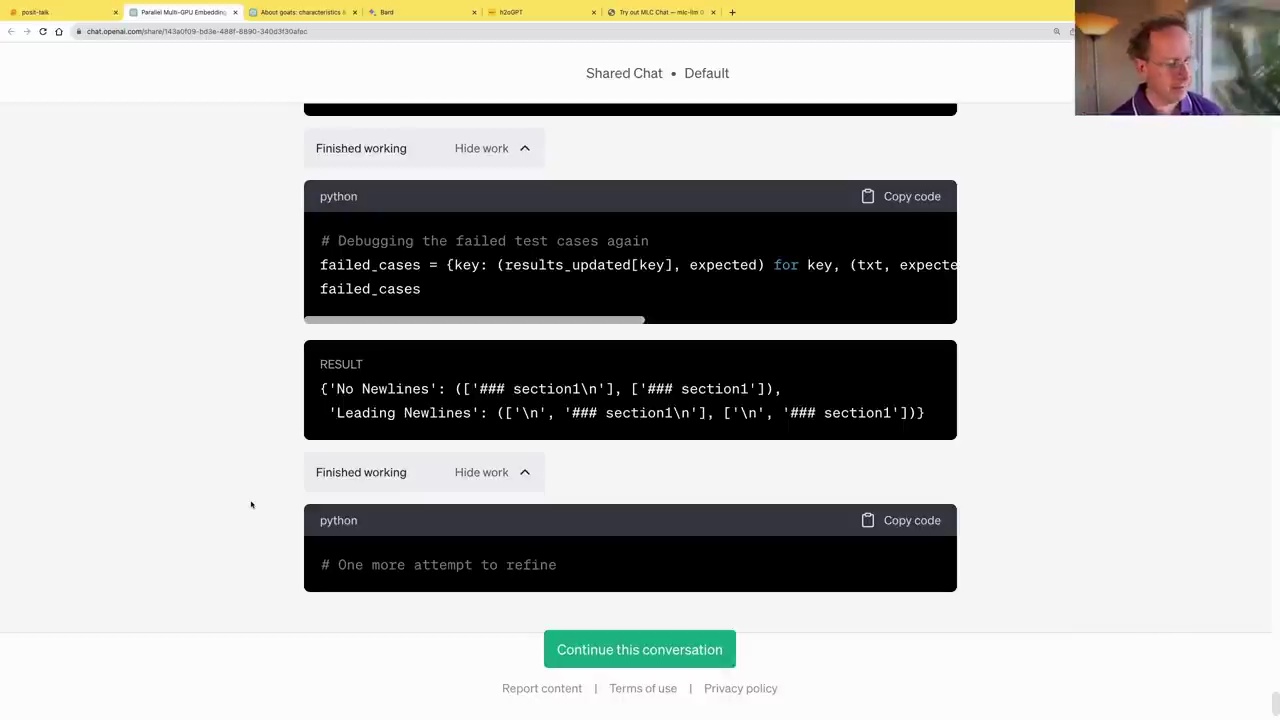 posit-talk
Parallel Multi-GPU Embedding
About goats: characteristics &
Bard
h2oGPT
Try out MLC Chat — mlc-llm 0
chat.openai.com/share/143a0f09-bd3e-488f-8890-340d3f30afec
Shared Chat • Default
Finished working Hide work
python Copy code
# Debugging the failed test cases again
failed_cases = {key: (results_updated[key], expected) for key, (txt, expecte
failed_cases
RESULT
{'No Newlines': (['### section1\n'], ['### section1']),
'Leading Newlines': (['\n', '### section1\n'], ['\n', '### section1'])}
Finished working Hide work
python Copy code
# One more attempt to refine
Continue this conversation
Report content | Terms of use | Privacy policy